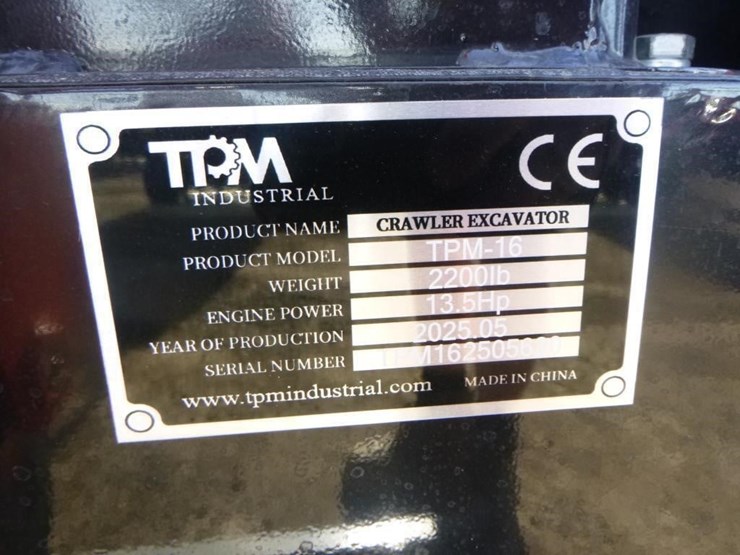 TPM
INDUSTRIAL
CE
PRODUCT NAME CRAWLER EXCAVATOR
PRODUCT MODEL TPM-16
WEIGHT 2200lb
ENGINE POWER 13.5Hp
YEAR OF PRODUCTION 2025.05
SERIAL NUMBER
www.tpmindustrial.com MADE IN CHINA